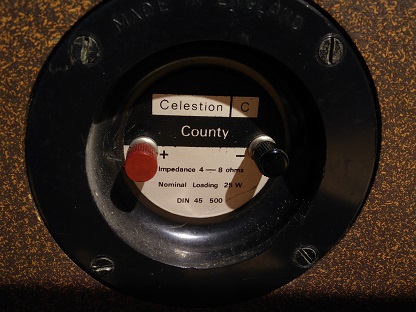 MADE IN ENGLAND
Celestion C
County
+ −
Impedance 4 — 8 ohms
Nominal Loading 25 W
DIN 45 500